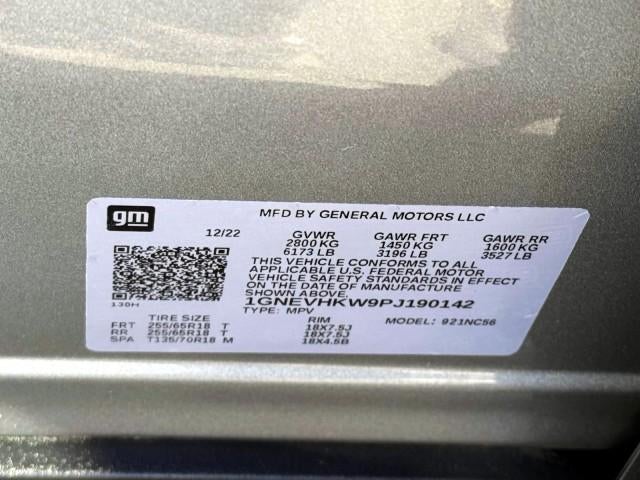 gm
MFD BY GENERAL MOTORS LLC
12/22 GVWR GAWR FRT GAWR RR
2800 KG 1450 KG 1600 KG
6173 LB 3196 LB 3527 LB
THIS VEHICLE CONFORMS TO ALL
APPLICABLE U.S. FEDERAL MOTOR
VEHICLE SAFETY STANDARDS IN EFFECT
ON THE DATE OF MANUFACTURE
SHOWN ABOVE.
1GNEVHKW9PJ190142
130H TYPE: MPV MODEL: 921NC56
TIRE SIZE RIM
FRT 255/65R18 T 18X7.5J
RR 255/65R18 T 18X7.5J
SPA T135/70R18 M 18X4.5B